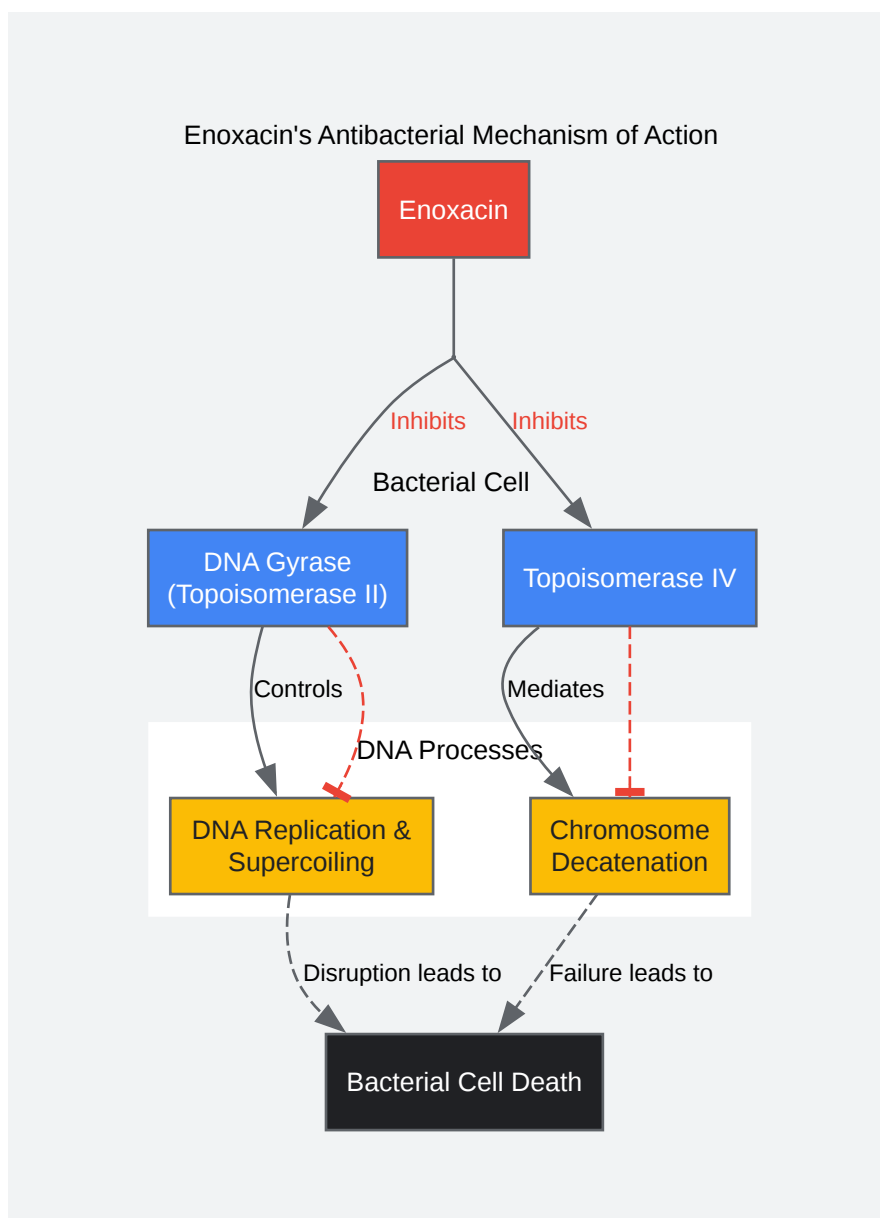 Enoxacin's Antibacterial Mechanism of Action
Enoxacin
Inhibits
Inhibits
Bacterial Cell
DNA Gyrase
(Topoisomerase II)
Topoisomerase IV
Controls
Mediates
DNA Processes
DNA Replication &
Supercoiling
Chromosome
Decatenation
Disruption leads to
Failure leads to
Bacterial Cell Death